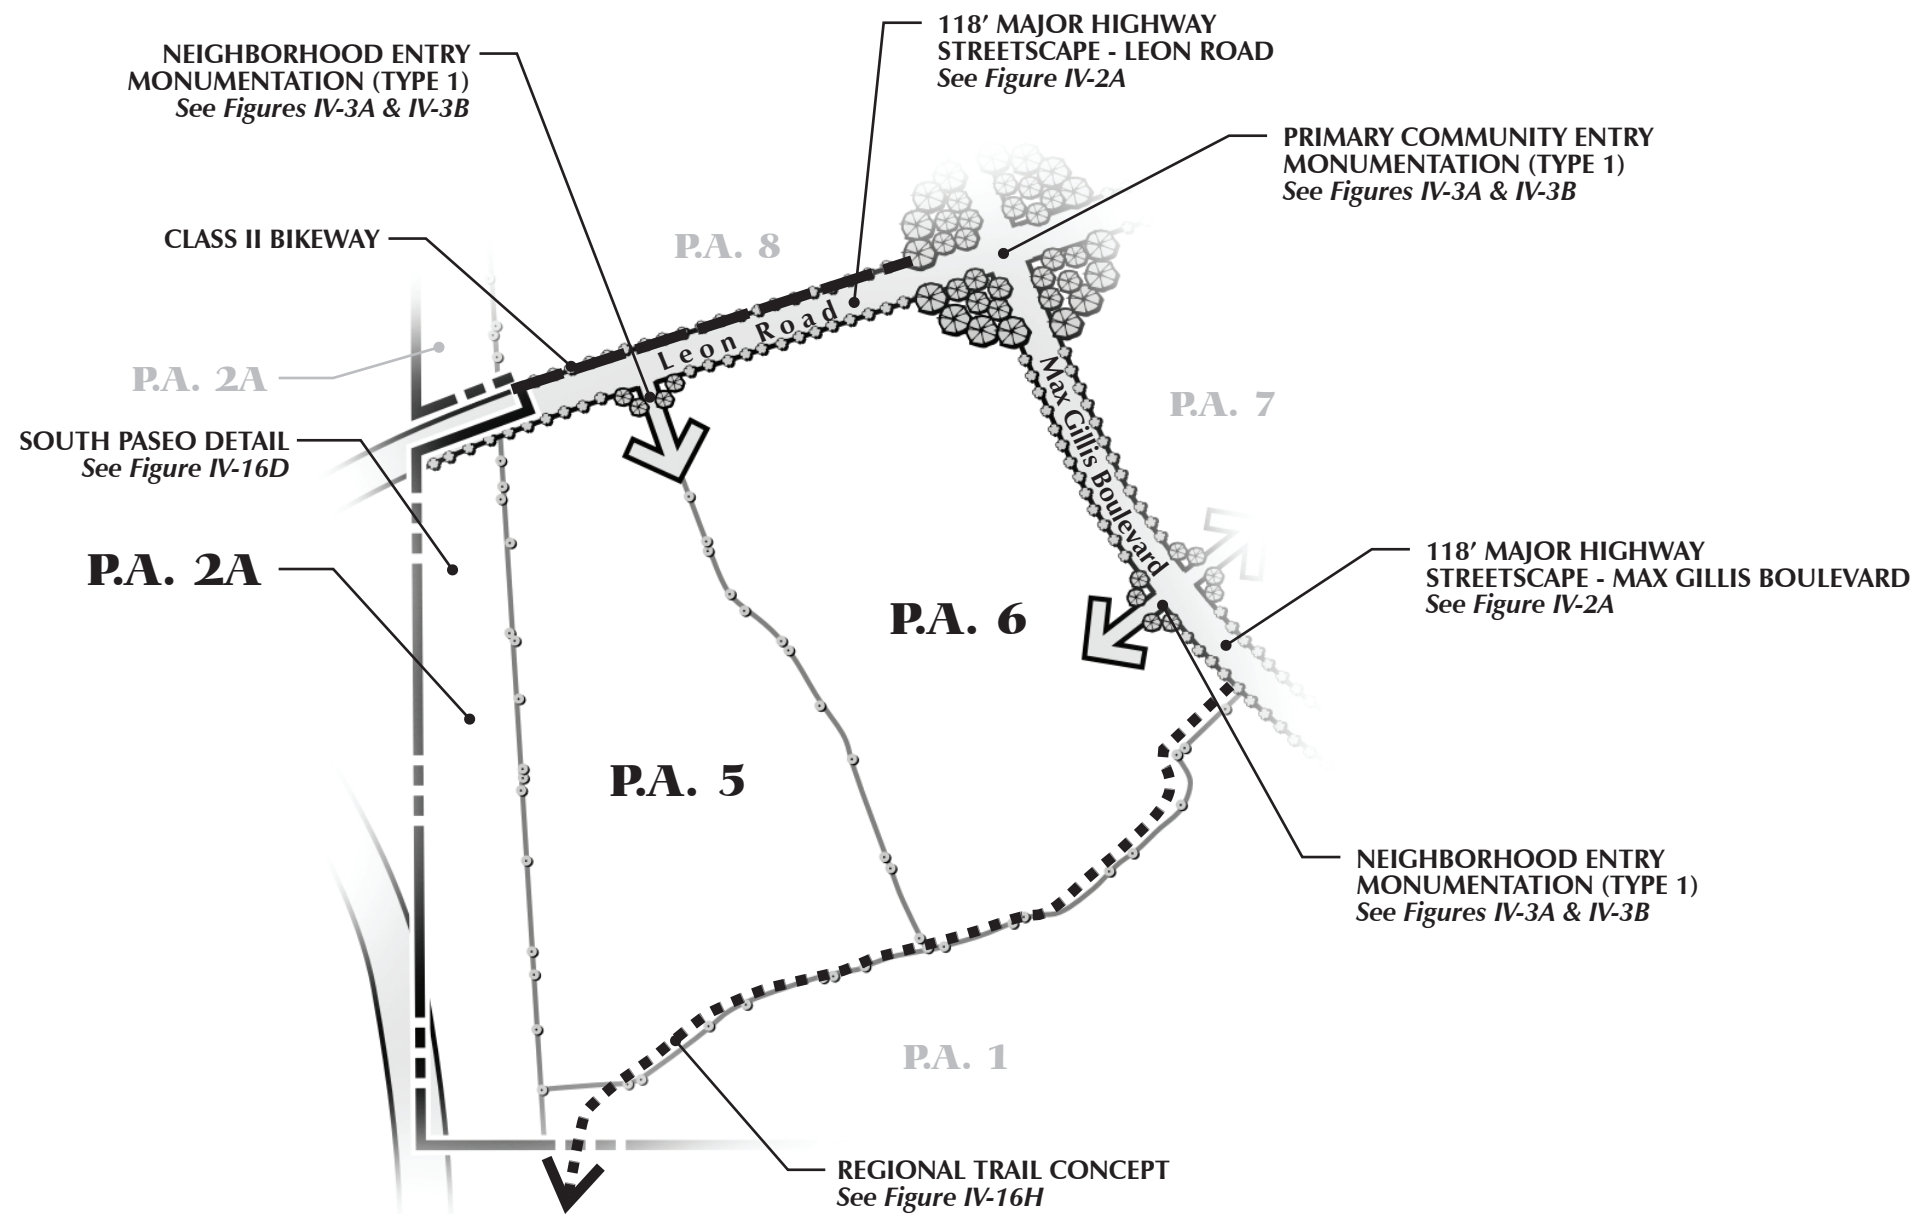 118’ MAJOR HIGHWAY
STREETSCAPE - LEON ROAD
See Figure IV-2A
NEIGHBORHOOD ENTRY
MONUMENTATION (TYPE 1)
See Figures IV-3A & IV-3B
PRIMARY COMMUNITY ENTRY
MONUMENTATION (TYPE 1)
See Figures IV-3A & IV-3B
CLASS II BIKEWAY
P.A. 8
Leon Road
P.A. 2A
Max Gillis Boulevard
P.A. 7
SOUTH PASEO DETAIL
See Figure IV-16D
P.A. 2A
118’ MAJOR HIGHWAY
STREETSCAPE - MAX GILLIS BOULEVARD
See Figure IV-2A
P.A. 6
P.A. 5
NEIGHBORHOOD ENTRY
MONUMENTATION (TYPE 1)
See Figures IV-3A & IV-3B
P.A. 1
REGIONAL TRAIL CONCEPT
See Figure IV-16H